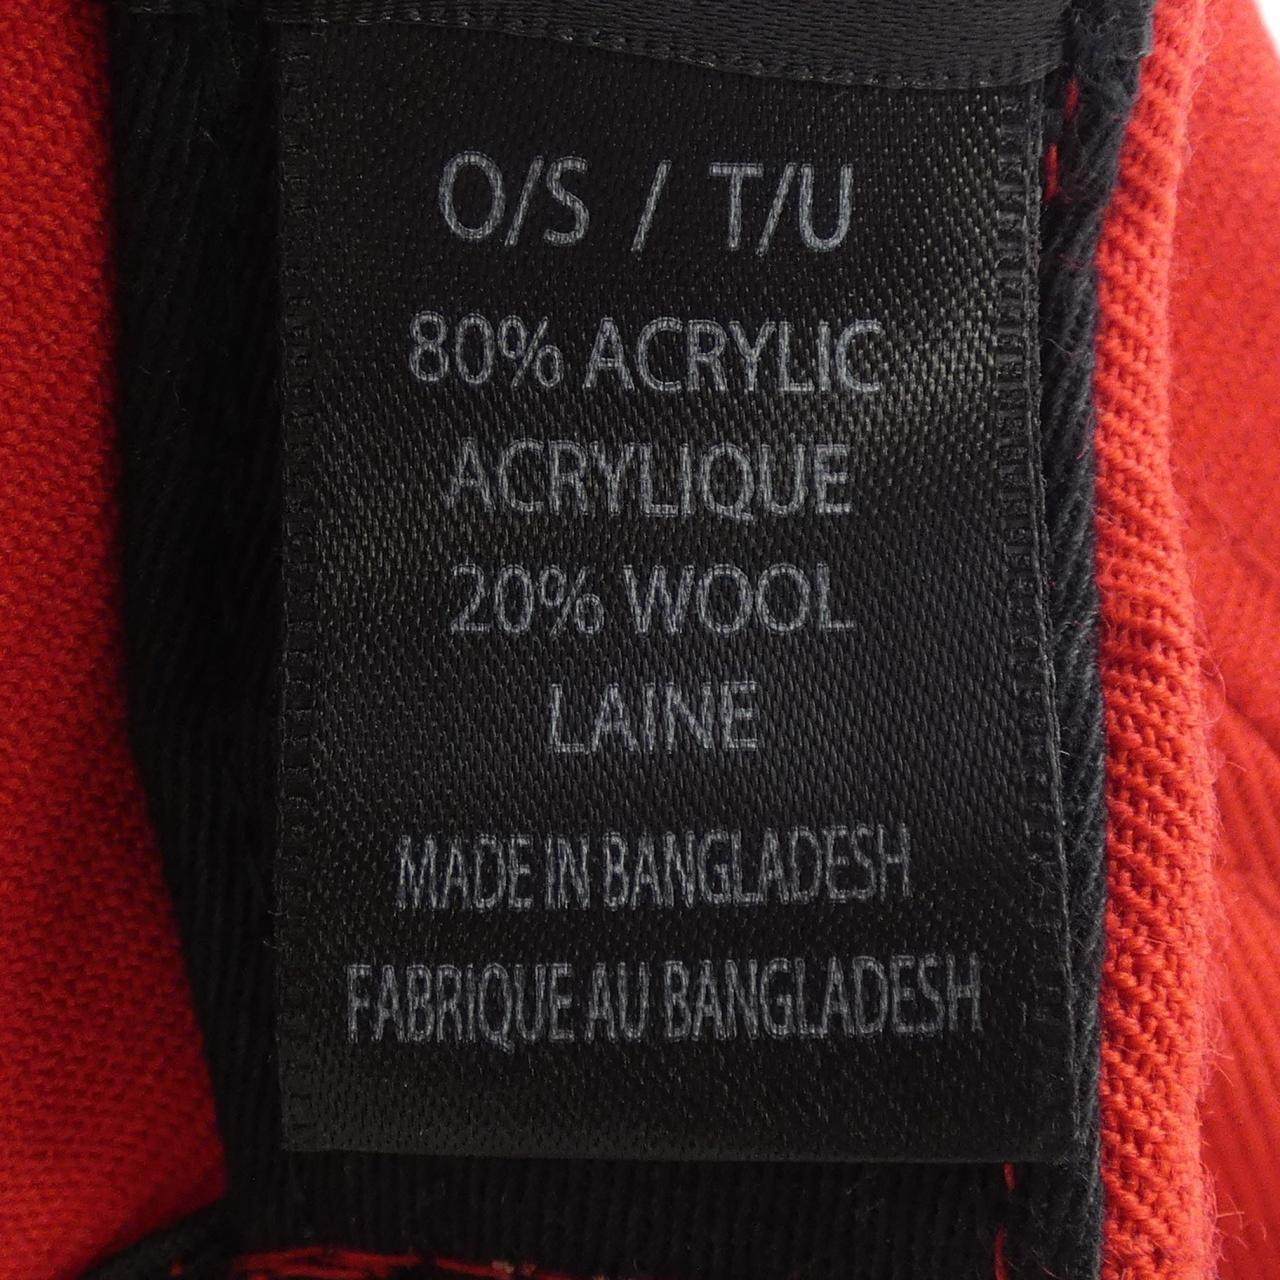 O/S / T/U
80% ACRYLIC
ACRYLIQUE
20% WOOL
LAINE
MADE IN BANGLADESH
FABRIQUE AU BANGLADESH